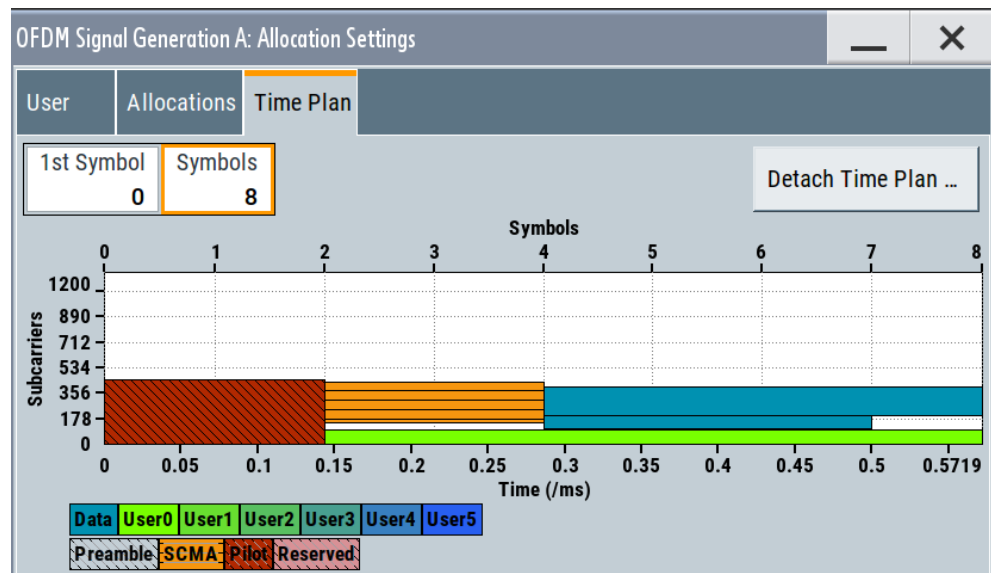 OFDM Signal Generation A: Allocation Settings
User Allocations Time Plan
1st Symbol Symbols
0 8
Detach Time Plan ...
Symbols
0 1 2 3 4 5 6 7 8
Subcarriers
1200
890
712
534
356
178
0
0 0.05 0.1 0.15 0.2 0.25 0.3 0.35 0.4 0.45 0.5 0.5719
Time (/ms)
Data User0 User1 User2 User3 User4 User5
Preamble SCMA Pilot Reserved